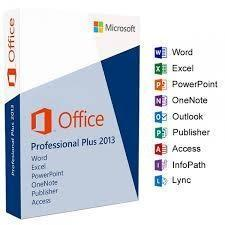 Microsoft
Office
Professional Plus 2013
Word
Excel
PowerPoint
OneNote
Outlook
Publisher
Access
Word
Excel
PowerPoint
OneNote
Outlook
Publisher
Access
InfoPath
Lync